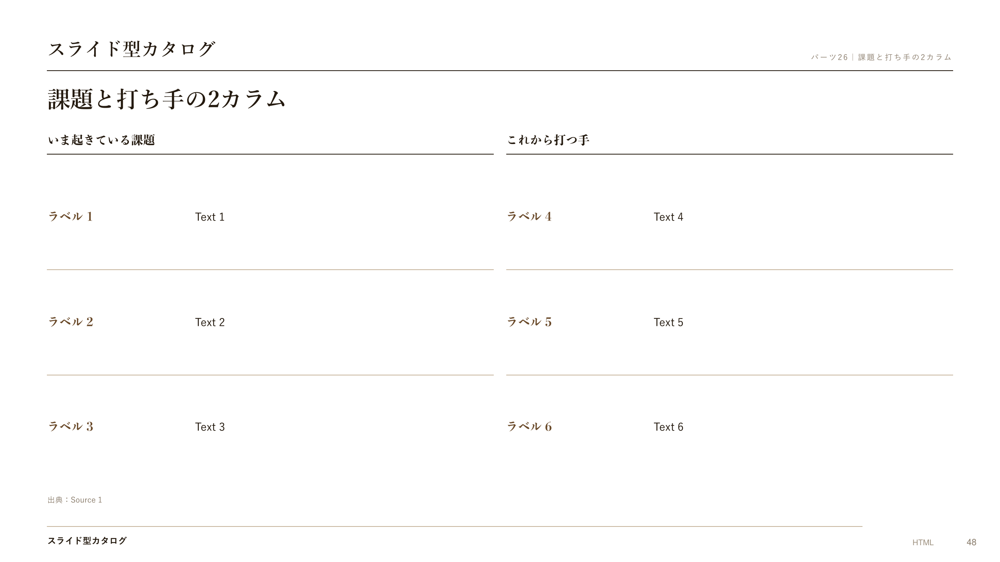 スライド型カタログ
パーツ26｜課題と打ち手の2カラム
課題と打ち手の2カラム
いま起きている課題
ラベル 1
Text 1
ラベル 2
Text 2
ラベル 3
Text 3
これから打つ手
ラベル 4
Text 4
ラベル 5
Text 5
ラベル 6
Text 6
出典：Source 1
スライド型カタログ
HTML
48